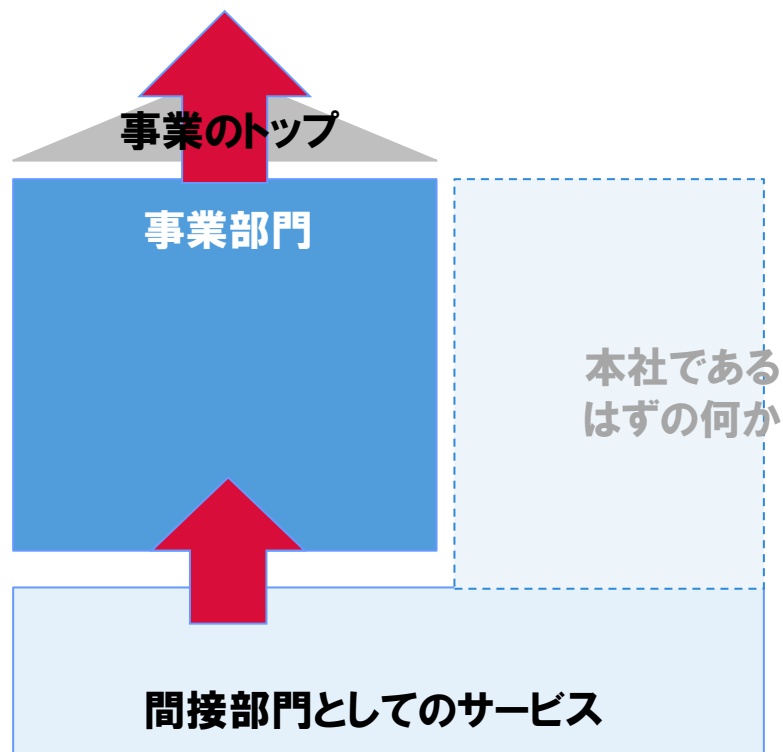 事業のトップ
事業部門
本社である
はずの何か
間接部門としてのサービス